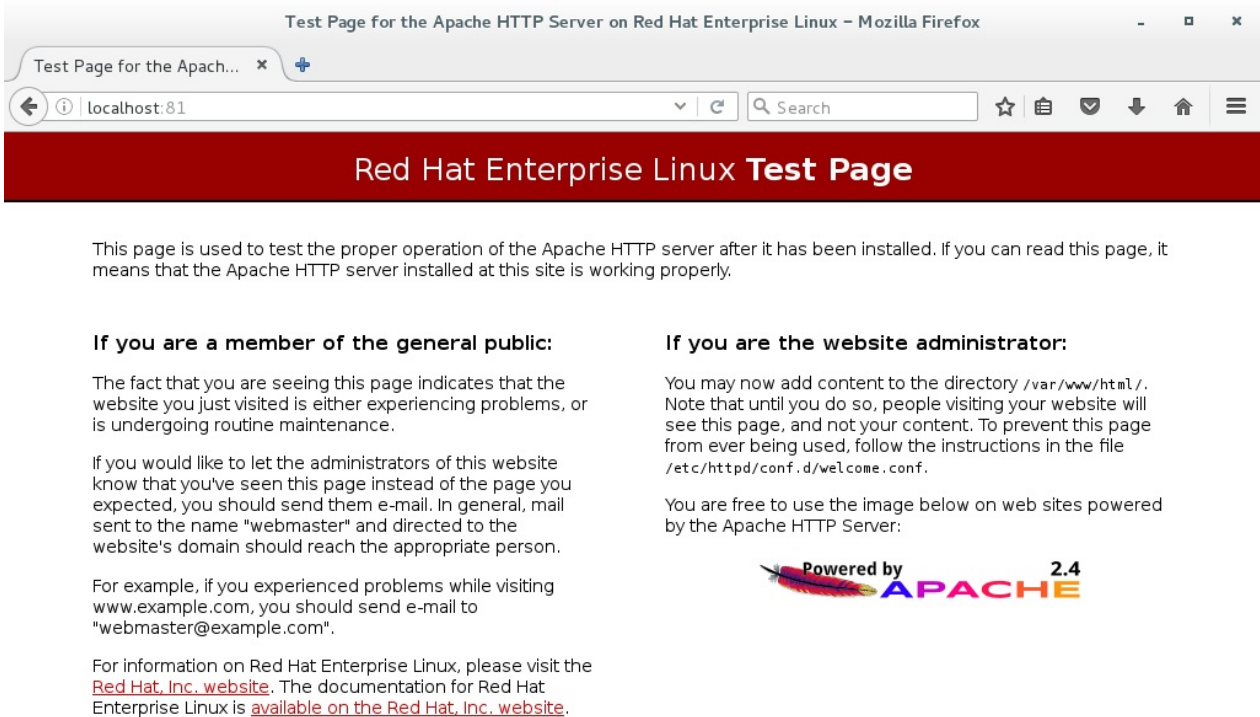 Test Page for the Apache HTTP Server on Red Hat Enterprise Linux – Mozilla Firefox
Test Page for the Apach...
localhost:81
Search
Red Hat Enterprise Linux Test Page
This page is used to test the proper operation of the Apache HTTP server after it has been installed. If you can read this page, it
means that the Apache HTTP server installed at this site is working properly.
If you are a member of the general public:
The fact that you are seeing this page indicates that the
website you just visited is either experiencing problems, or
is undergoing routine maintenance.
If you would like to let the administrators of this website
know that you've seen this page instead of the page you
expected, you should send them e-mail. In general, mail
sent to the name "webmaster" and directed to the
website's domain should reach the appropriate person.
For example, if you experienced problems while visiting
www.example.com, you should send e-mail to
"webmaster@example.com".
For information on Red Hat Enterprise Linux, please visit the
Red Hat, Inc. website. The documentation for Red Hat
Enterprise Linux is available on the Red Hat, Inc. website.
If you are the website administrator:
You may now add content to the directory /var/www/html/.
Note that until you do so, people visiting your website will
see this page, and not your content. To prevent this page
from ever being used, follow the instructions in the file
/etc/httpd/conf.d/welcome.conf.
You are free to use the image below on web sites powered
by the Apache HTTP Server:
Powered by 2.4
APACHE